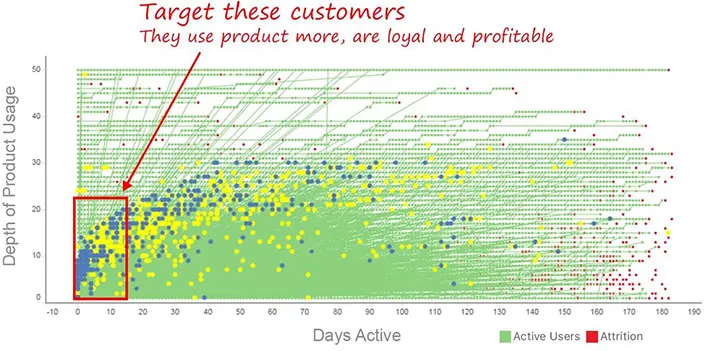 Target these customers
They use product more, are loyal and profitable
Depth of Product Usage
50
40
30
20
10
0
-10 0 10 20 30 40 50 60 70 80 90 100 110 120 130 140 150 160 170 180 190
Days Active
Active Users Attrition